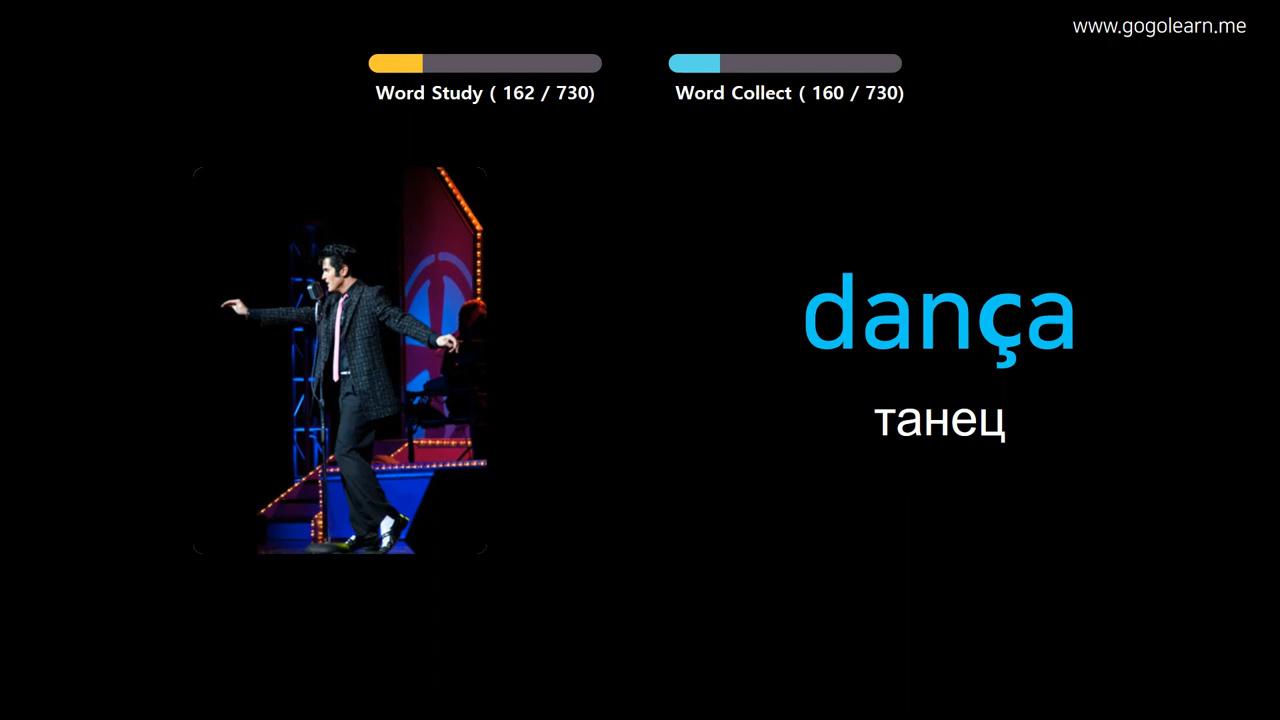 www.gogolearn.me
Word Study ( 162 / 730)
Word Collect ( 160 / 730)
dança
танец